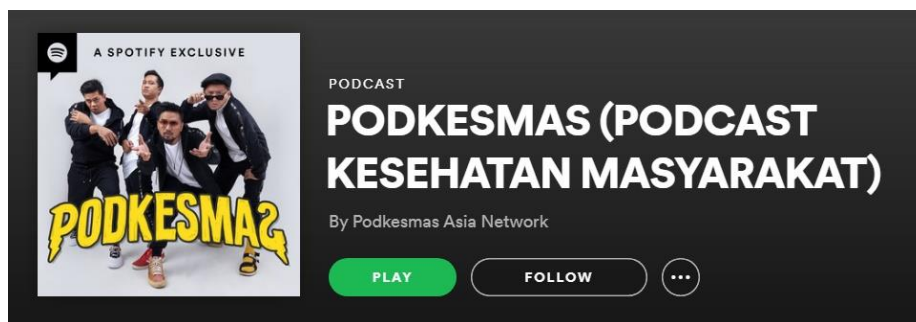 A SPOTIFY EXCLUSIVE
PODKESMAS
PODCAST
PODKESMAS (PODCAST
KESEHATAN MASYARAKAT)
By Podkesmas Asia Network
PLAY
FOLLOW